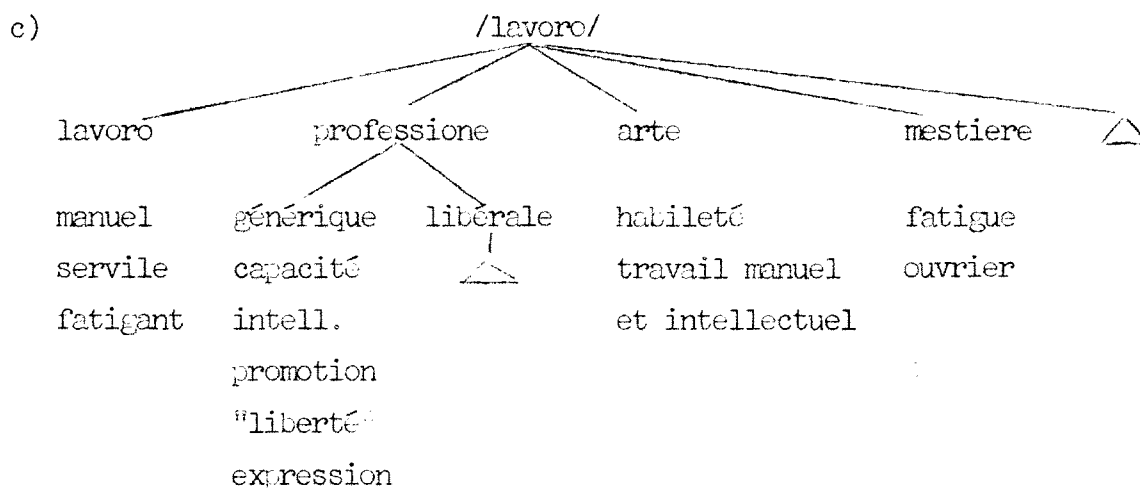 c) /lavoro/
lavoro professione arte mestiere
manuel générique libérale habileté fatigue
servile capacité travail manuel ouvrier
fatigant intell. et intellectuel
promotion
"liberté"
expression